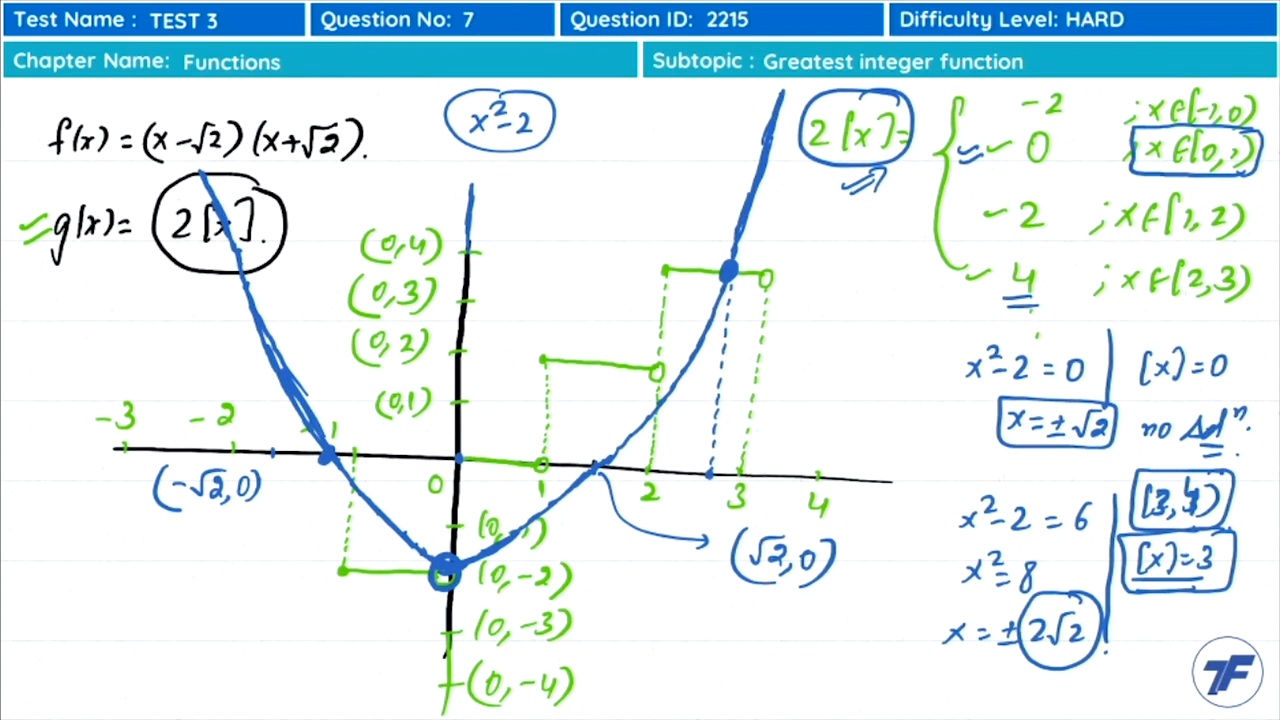 Test Name : TEST 3
Question No: 7
Question ID: 2215
Difficulty Level: HARD
Chapter Name: Functions
Subtopic : Greatest integer function
f(x) = (x-√2)(x+√2).
g(x) = 2[x].
x²-2
2[x] =
-2 ; x∈[-1,0)
0 ; x∈[0,1)
2 ; x∈[1,2)
4 ; x∈[2,3)
(0,4)
(0,3)
(0,2)
(0,1)
-3 -2
0 1 2 3 4
(-√2,0)
(√2,0)
(0,-2)
(0,-3)
(0,-4)
x²-2 = 0
x = ±√2
[x] = 0
no solⁿ.
x²-2 = 6
x² = 8
x = ±2√2
[3,4)
[x] = 3
TF